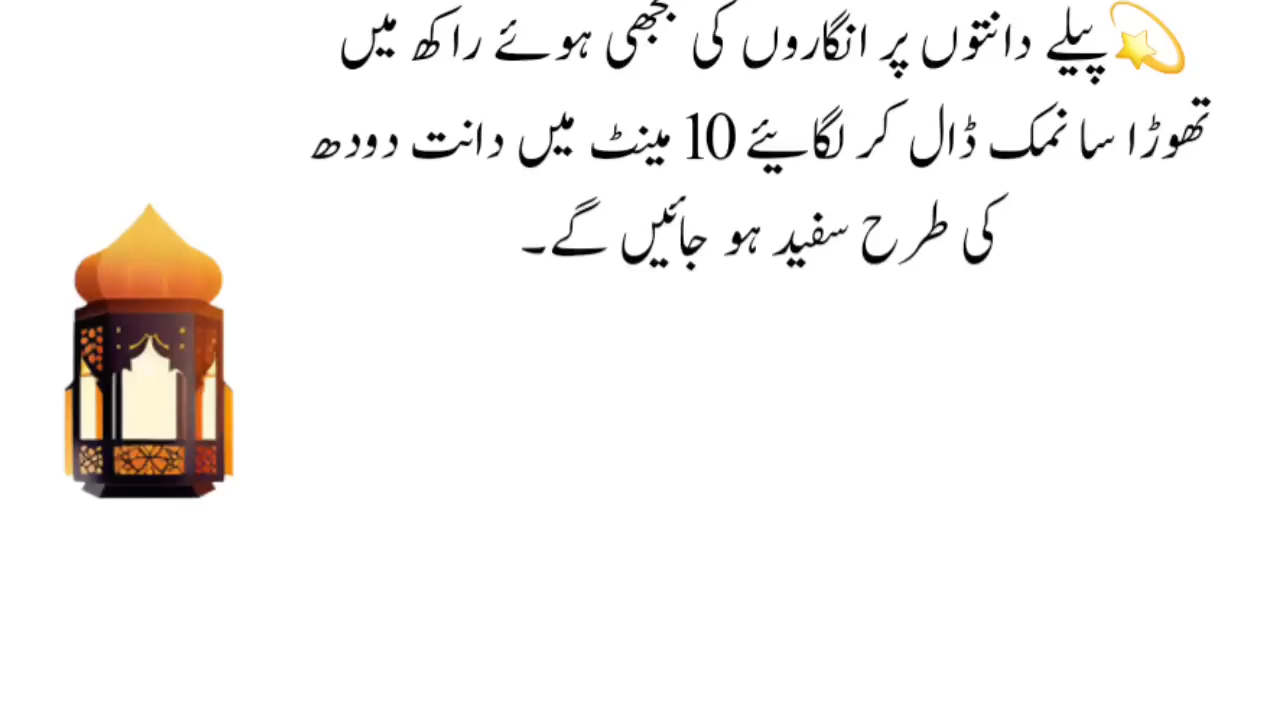 💫پیلے دانتوں پر انگاروں کی بجھی ہوئے راکھ میں
تھوڑا سا نمک ڈال کر لگایئے 10 مینٹ میں دانت دودھ
کی طرح سفید ہو جائیں گے۔